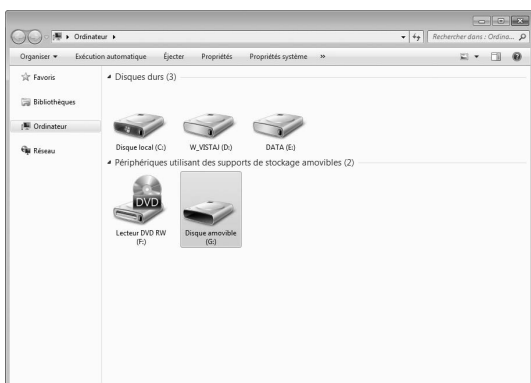 Ordinateur
Rechercher dans : Ordina...
Organiser
Exécution automatique
Éjecter
Propriétés
Propriétés système
»
Favoris
Bibliothèques
Ordinateur
Réseau
Disques durs (3)
Disque local (C:)
W_VISTAJ (D:)
DATA (E:)
Périphériques utilisant des supports de stockage amovibles (2)
DVD
Lecteur DVD RW
(F:)
Disque amovible
(G:)